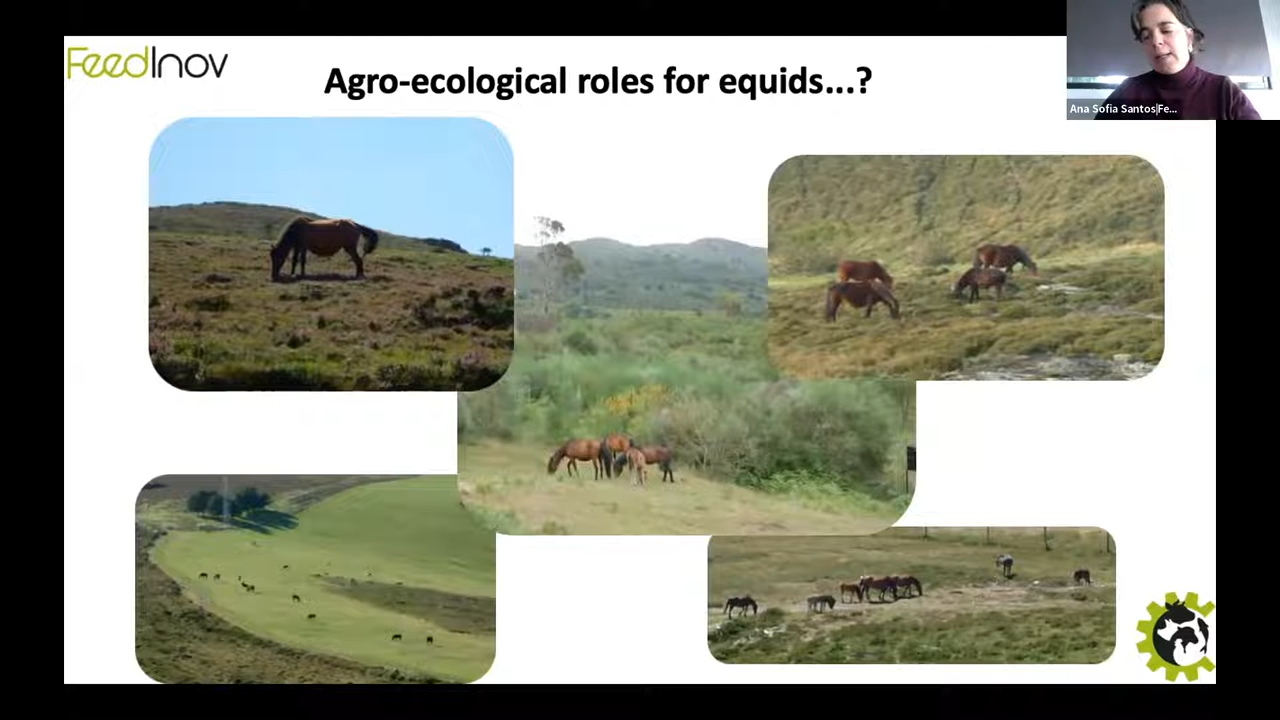 FeedInov
Agro-ecological roles for equids...?
Ana Sofia Santos|Fe...